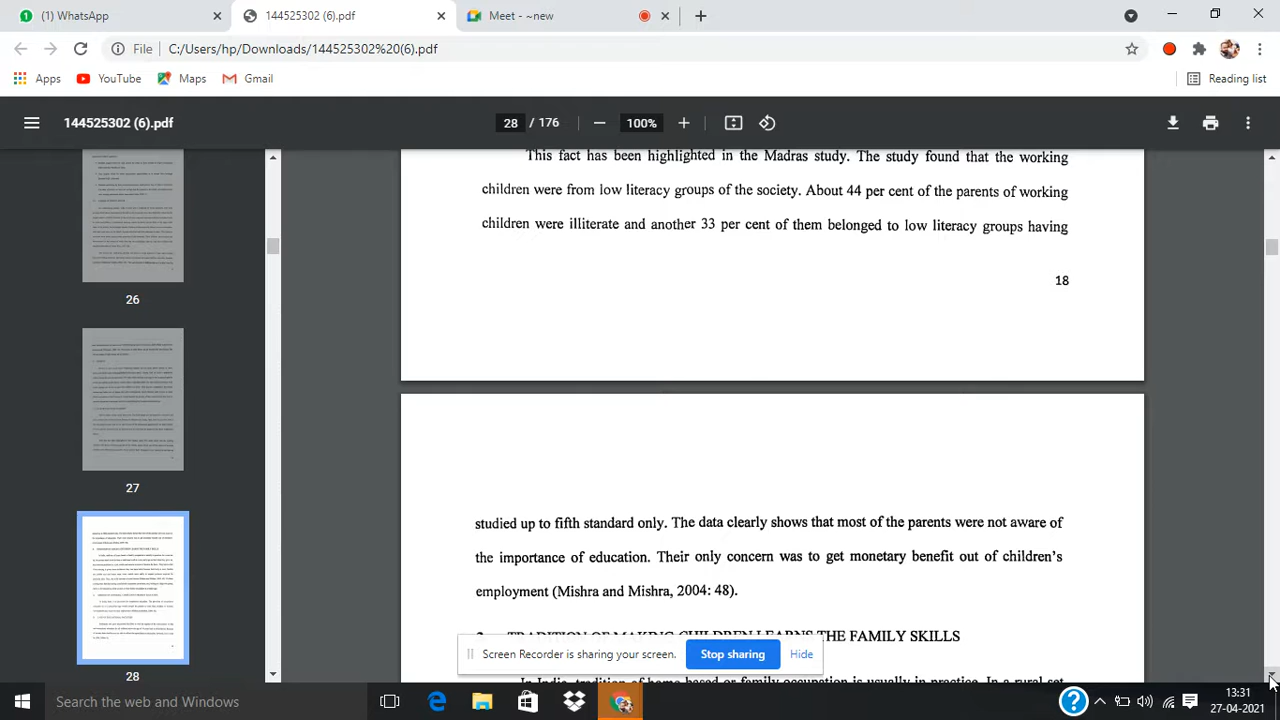 (1) WhatsApp
144525302 (6).pdf
Meet - ~new
File
C:/Users/hp/Downloads/144525302%20(6).pdf
Apps
YouTube
Maps
Gmail
Reading list
144525302 (6).pdf
28 / 176
100%
26
27
28
This fact has been highlighted in the Madras study. The study found that the working
children were from low literacy groups of the society. About 44 per cent of the parents of working
children were illiterate and another 33 per cent of them belonged to low literacy groups having
18
studied up to fifth standard only. The data clearly shows that most of the parents were not aware of
the importance of education. Their only concern was to get monetary benefit out of children's
employment (Mishra and Mishra, 2004: 48).
TRADITION OF MAKING CHILDREN LEARNS THE FAMILY SKILLS
Screen Recorder is sharing your screen.
Stop sharing
Hide
In India, tradition of home based or family occupation is usually in practice. In a rural set
Search the web and Windows
13:31
27-04-2021